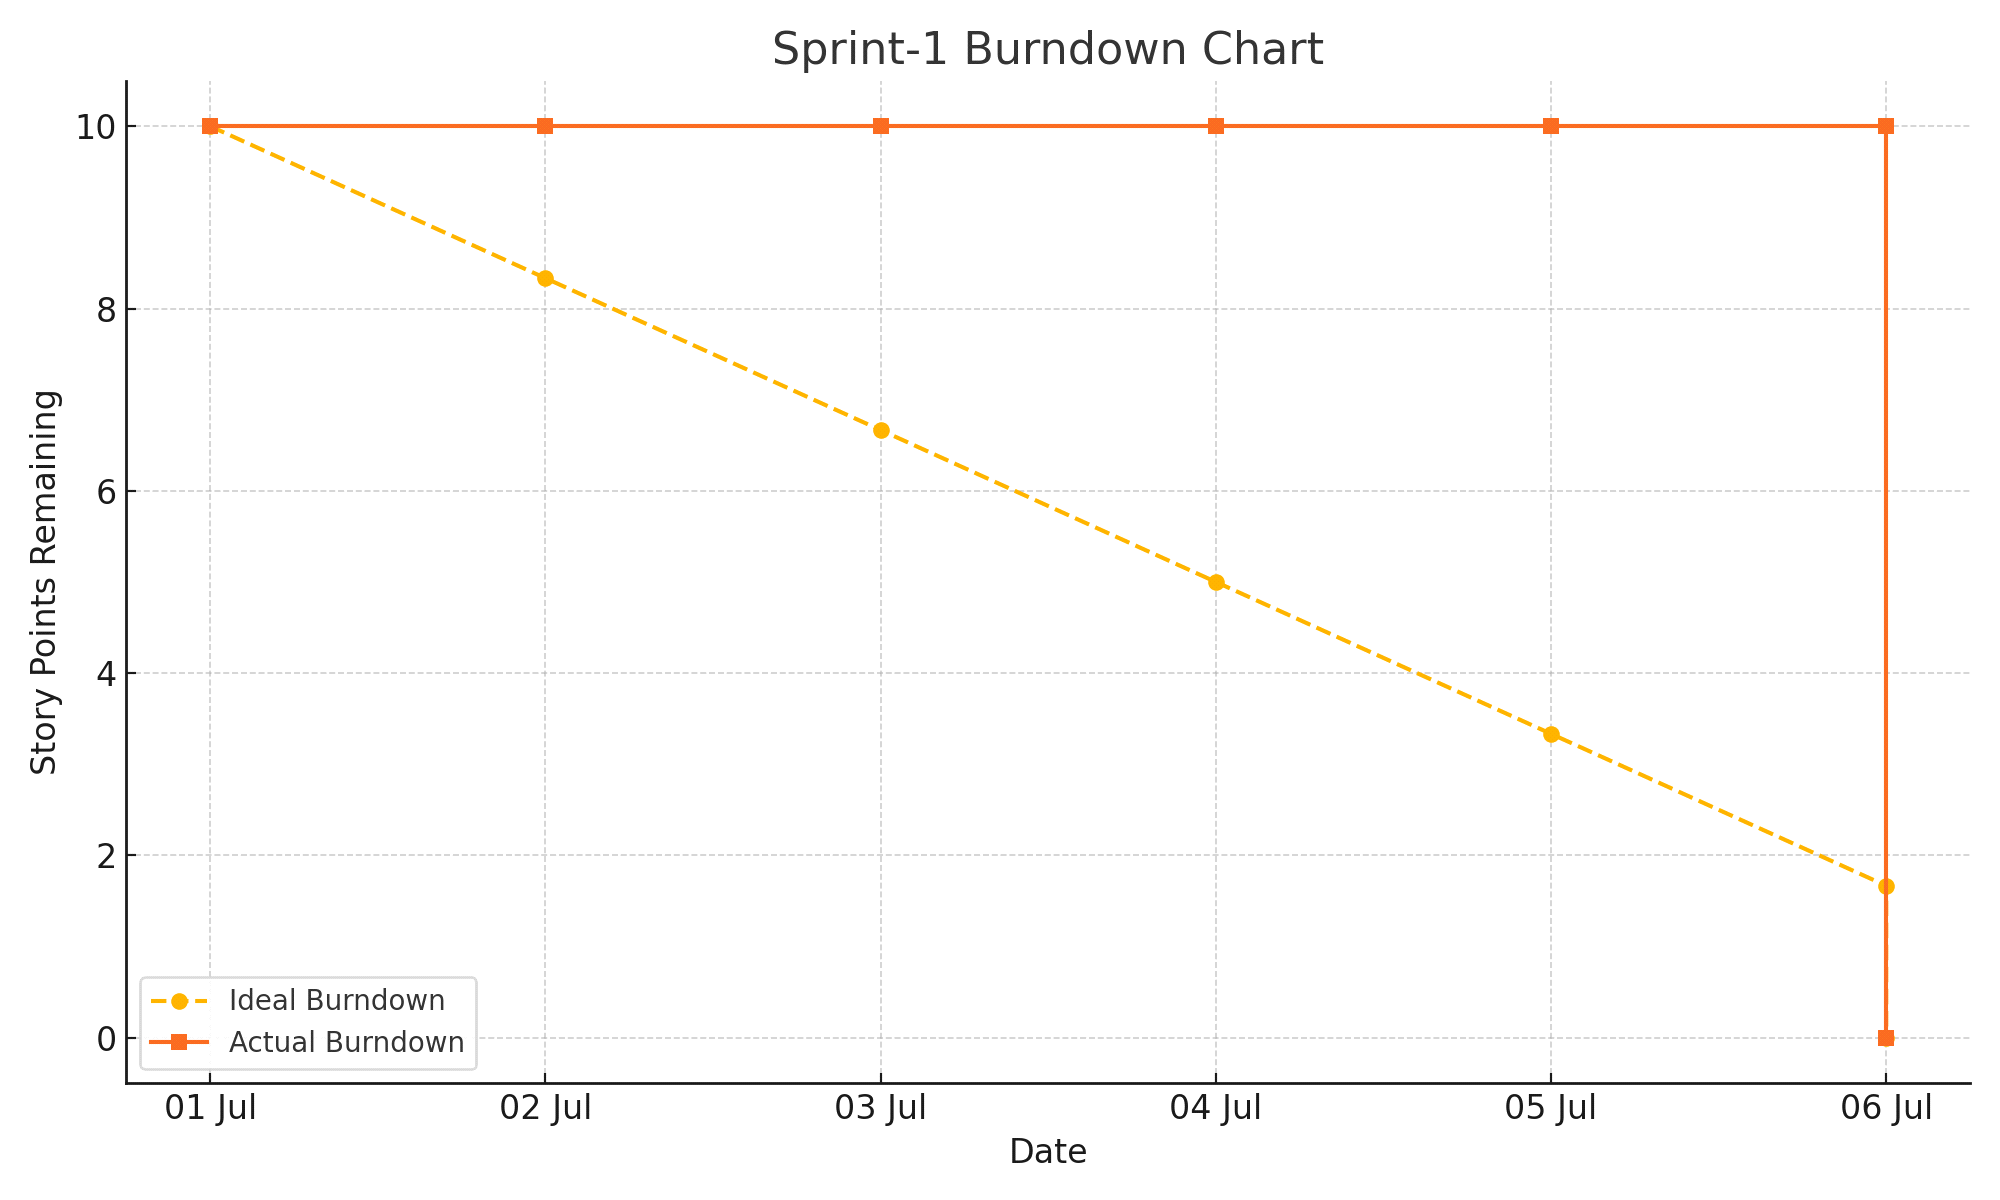 Sprint-1 Burndown Chart
Story Points Remaining
10
8
6
4
2
0
Ideal Burndown
Actual Burndown
01 Jul
02 Jul
03 Jul
04 Jul
05 Jul
06 Jul
Date